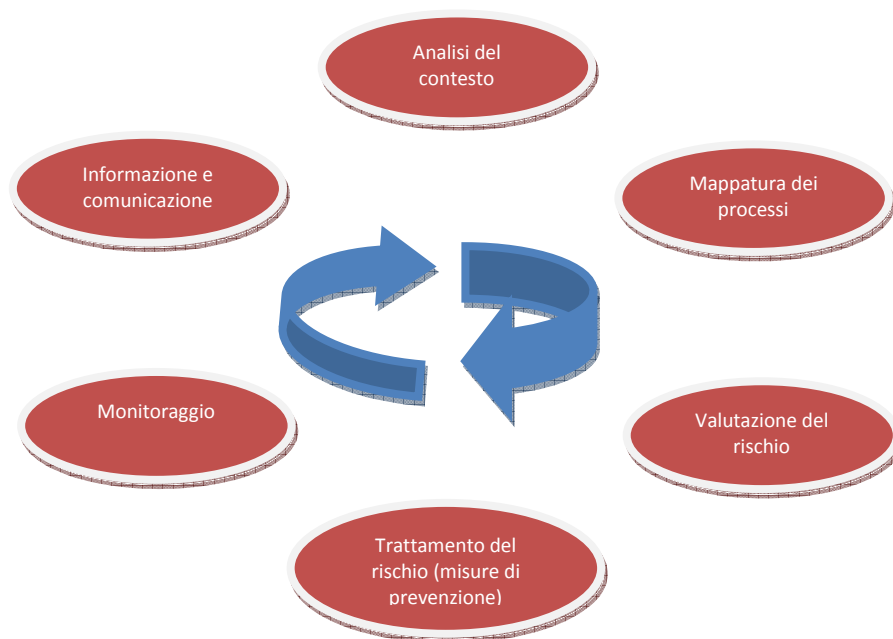 Analisi del
contesto
Mappatura dei
processi
Valutazione del
rischio
Trattamento del
rischio (misure di
prevenzione)
Monitoraggio
Informazione e
comunicazione